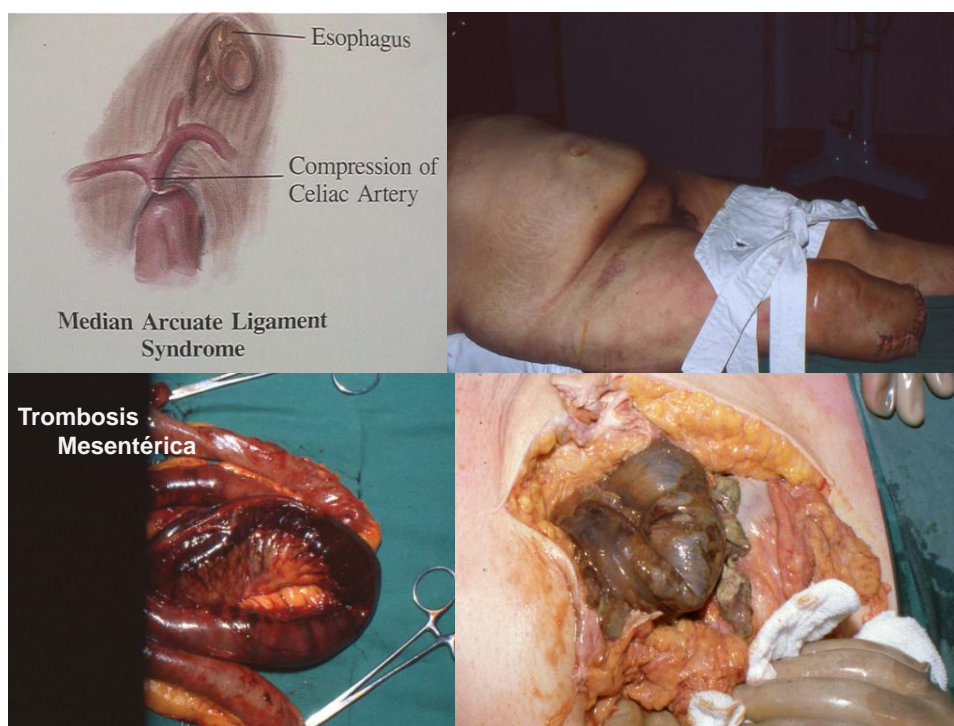 Esophagus
Compression of
Celiac Artery
Median Arcuate Ligament
Syndrome
Trombosis
Mesentérica